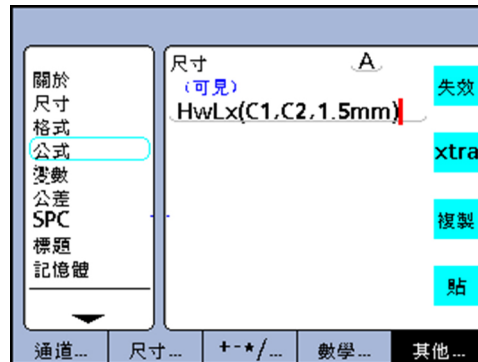 關於
尺寸
格式
公式
變數
公差
SPC
標題
記憶體
尺寸
A
(可見)
HwLx(C1,C2,1.5mm)
失效
xtra
複製
貼
通道...
尺寸...
+-*/...
數學...
其他...